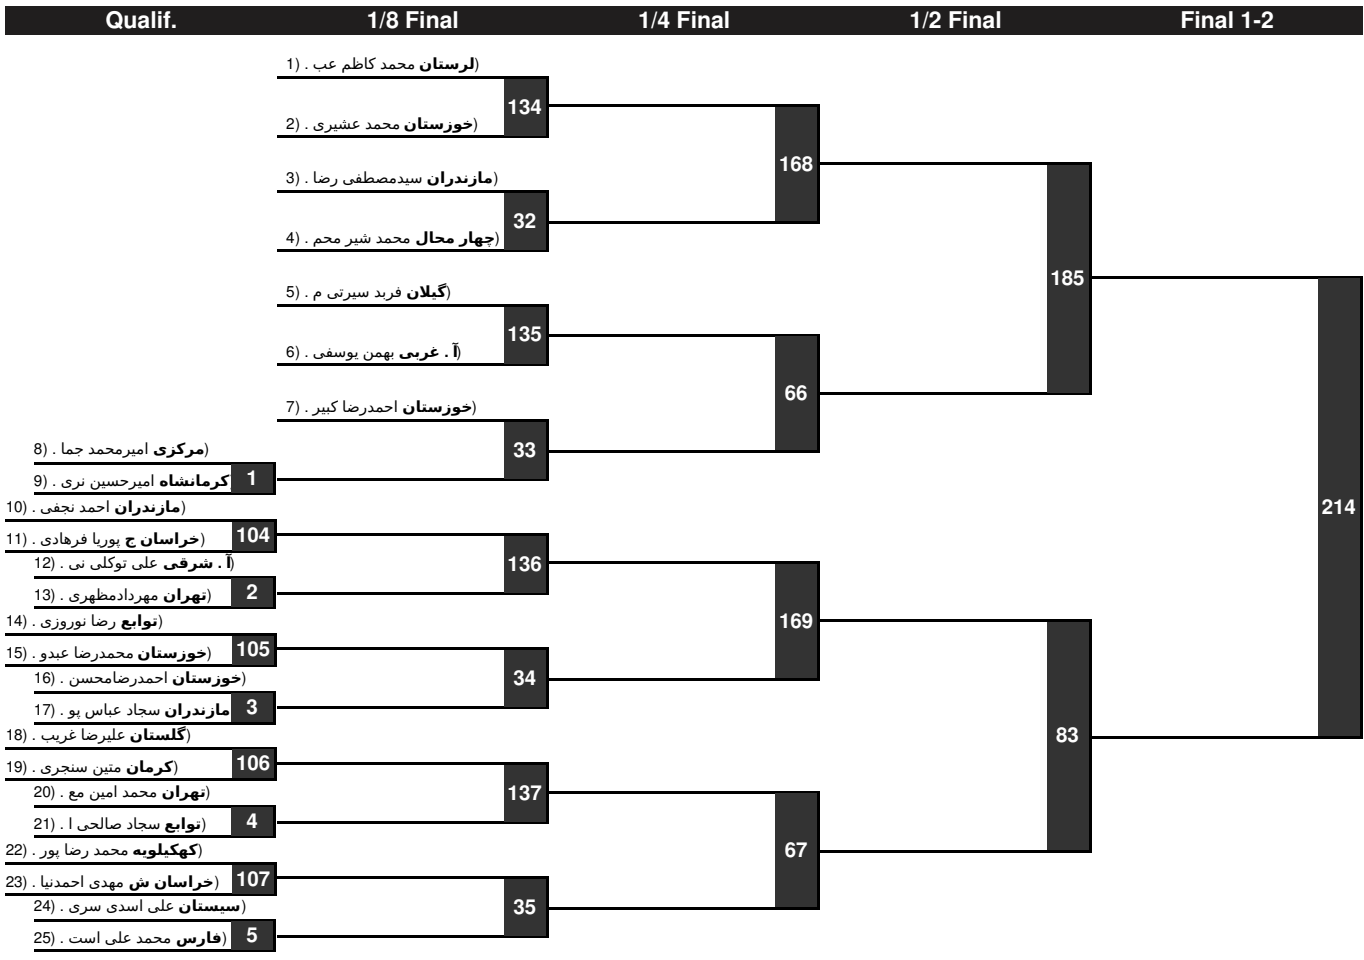 Qualif. 1/8 Final 1/4 Final 1/2 Final Final 1-2
1) . محمد کاظم عب لرستان)
134
2) . محمد عشیری خوزستان)
168
3) . سیدمصطفی رضا مازندران)
32
4) . محمد شیر محم چهار محال)
185
5) . فربد سیرتی م گیلان)
135
6) . بهمن یوسفی آ . غربی)
66
7) . احمدرضا کبیر خوزستان)
33
8) . امیرمحمد جما مرکزی)
9) . امیرحسین نری کرمانشاه
1
214
10) . احمد نجفی مازندران)
104
11) . پوریا فرهادی خراسان ج)
12) . علی توکلی نی آ . شرقی)
136
2
13) . مهردادمظهری تهران)
14) . رضا نوروزی توابع)
169
105
15) . محمدرضا عبدو خوزستان)
16) . احمدرضامحسن خوزستان)
34
3
17) . سجاد عباس پو مازندران
18) . علیرضا غریب گلستان)
83
106
19) . متین سنجری کرمان)
20) . محمد امین مع تهران)
137
4
21) . سجاد صالحی ا توابع)
22) . محمد رضا پور کهکیلویه)
67
107
23) . مهدی احمدنیا خراسان ش)
24) . علی اسدی سری سیستان)
35
5
25) . محمد علی است فارس)